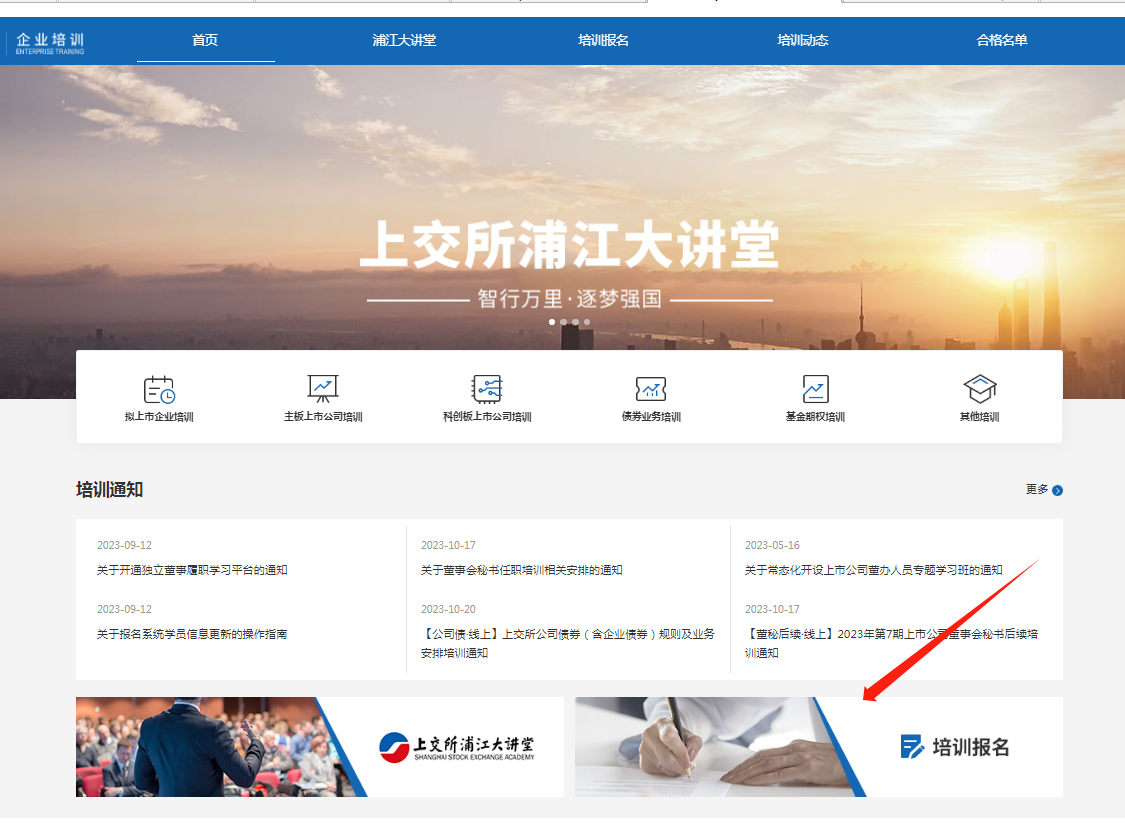 企业培训
ENTERPRISE TRAINING
首页
浦江大讲堂
培训报名
培训动态
合格名单
上交所浦江大讲堂
智行万里·逐梦强国
拟上市企业培训
主板上市公司培训
科创板上市公司培训
债券业务培训
基金期权培训
其他培训
培训通知
更多
2023-09-12
关于开通独立董事履职学习平台的通知
2023-09-12
关于报名系统学员信息更新的操作指南
2023-10-17
关于董事会秘书任职培训相关安排的通知
2023-10-20
【公司债·线上】上交所公司债券（含企业债券）规则及业务
安排培训通知
2023-05-16
关于常态化开设上市公司董办人员专题学习班的通知
2023-10-17
【董秘后续·线上】2023年第7期上市公司董事会秘书后续培
训通知
上交所浦江大讲堂
SHANGHAI STOCK EXCHANGE ACADEMY
培训报名